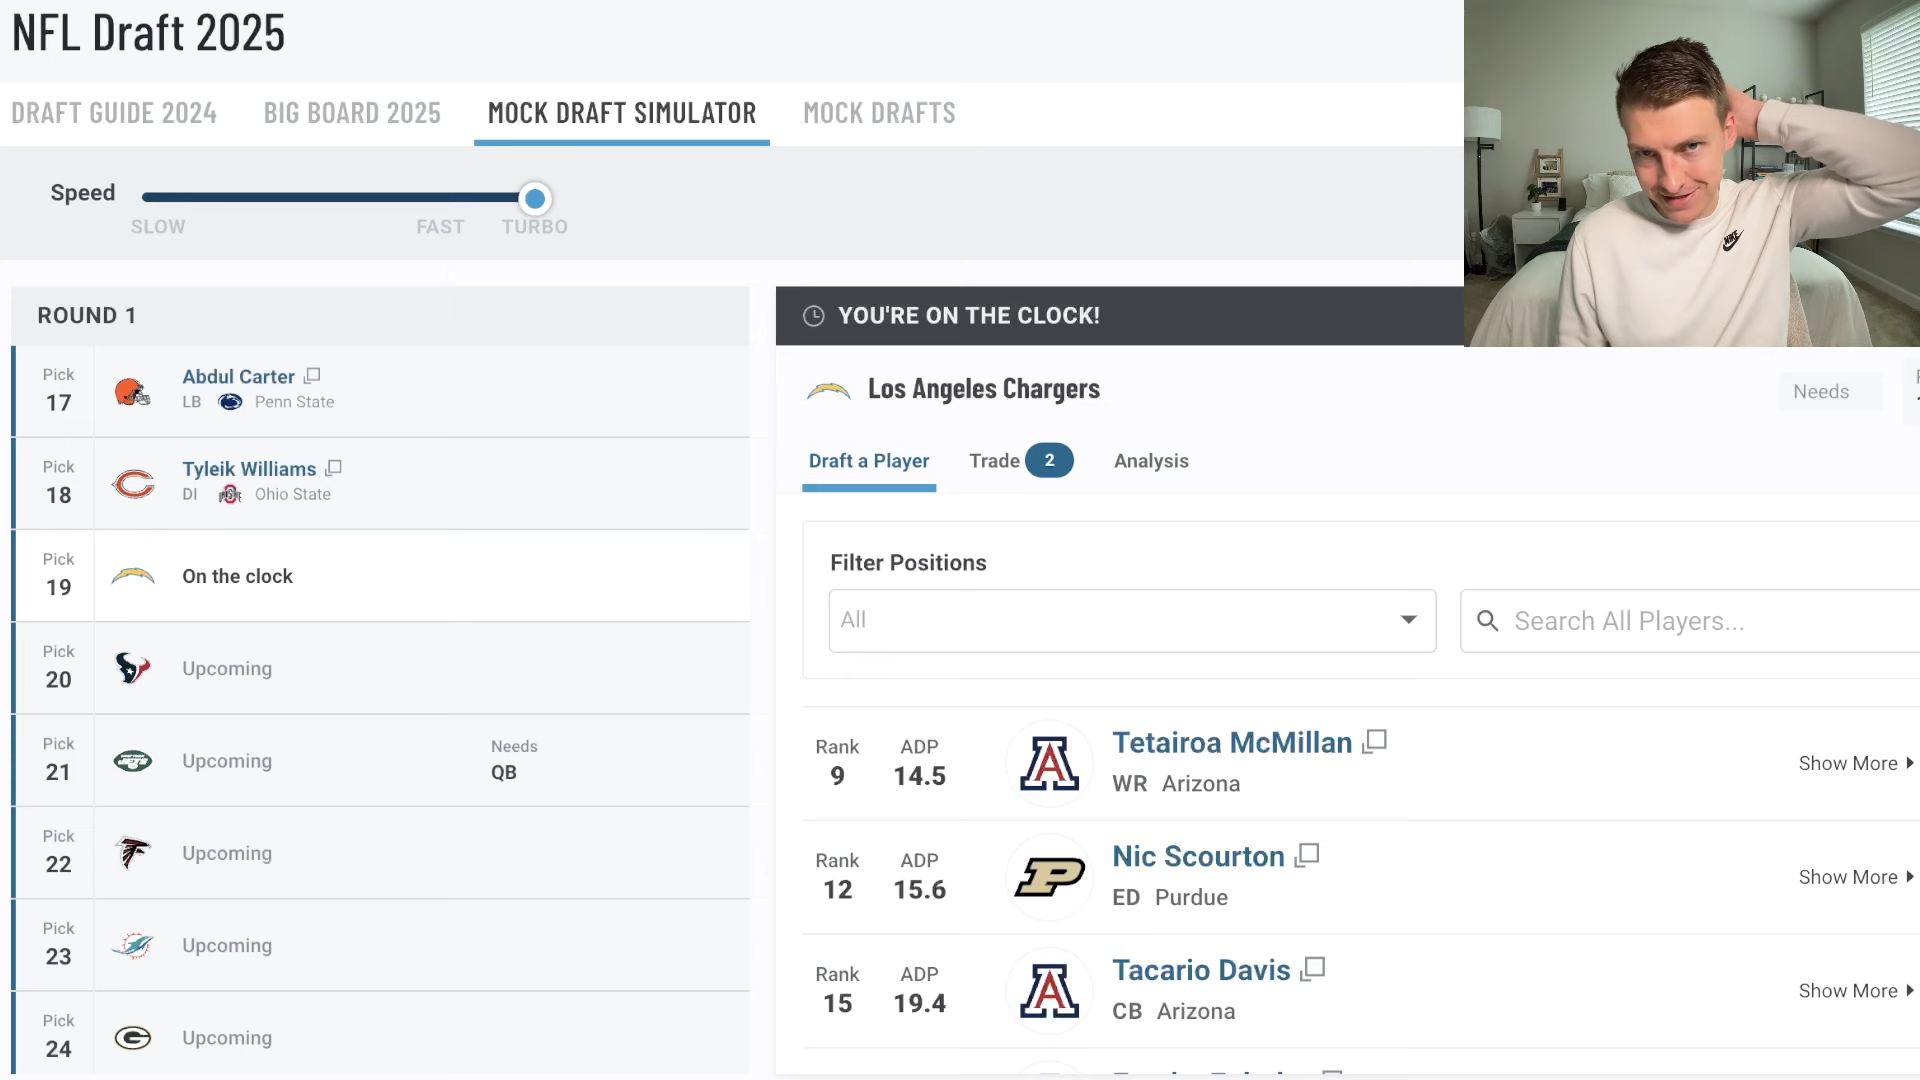 NFL Draft 2025
DRAFT GUIDE 2024
BIG BOARD 2025
MOCK DRAFT SIMULATOR
MOCK DRAFTS
Speed
SLOW
FAST
TURBO
ROUND 1
Pick
17
Abdul Carter
LB Penn State
Pick
18
Tyleik Williams
DI Ohio State
Pick
19
On the clock
Pick
20
Upcoming
Pick
21
Upcoming
Needs
QB
Pick
22
Upcoming
Pick
23
Upcoming
Pick
24
Upcoming
YOU'RE ON THE CLOCK!
Los Angeles Chargers
Needs
Draft a Player
Trade 2
Analysis
Filter Positions
All
Search All Players...
Rank
9
ADP
14.5
Tetairoa McMillan
WR Arizona
Show More
Rank
12
ADP
15.6
Nic Scourton
ED Purdue
Show More
Rank
15
ADP
19.4
Tacario Davis
CB Arizona
Show More
NIKE